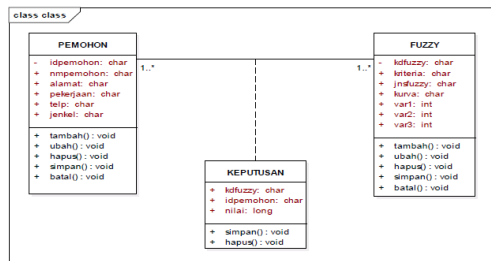 class class
PEMOHON
- idpemohon: char
+ nmpemohon: char
+ alamat: char
+ pekerjaan: char
+ telp: char
+ jenkel: char
+ tambah() : void
+ ubah() : void
+ hapus() : void
+ simpan() : void
+ batal() : void
1..*
1..*
FUZZY
- kdfuzzy: char
+ kriteria: char
+ jnsfuzzy: char
+ kurva: char
+ var1: int
+ var2: int
+ var3: int
+ tambah() : void
+ ubah() : void
+ hapus() : void
+ simpan() : void
+ batal() : void
KEPUTUSAN
+ kdfuzzy: char
+ idpemohon: char
+ nilai: long
+ simpan() : void
+ hapus() : void